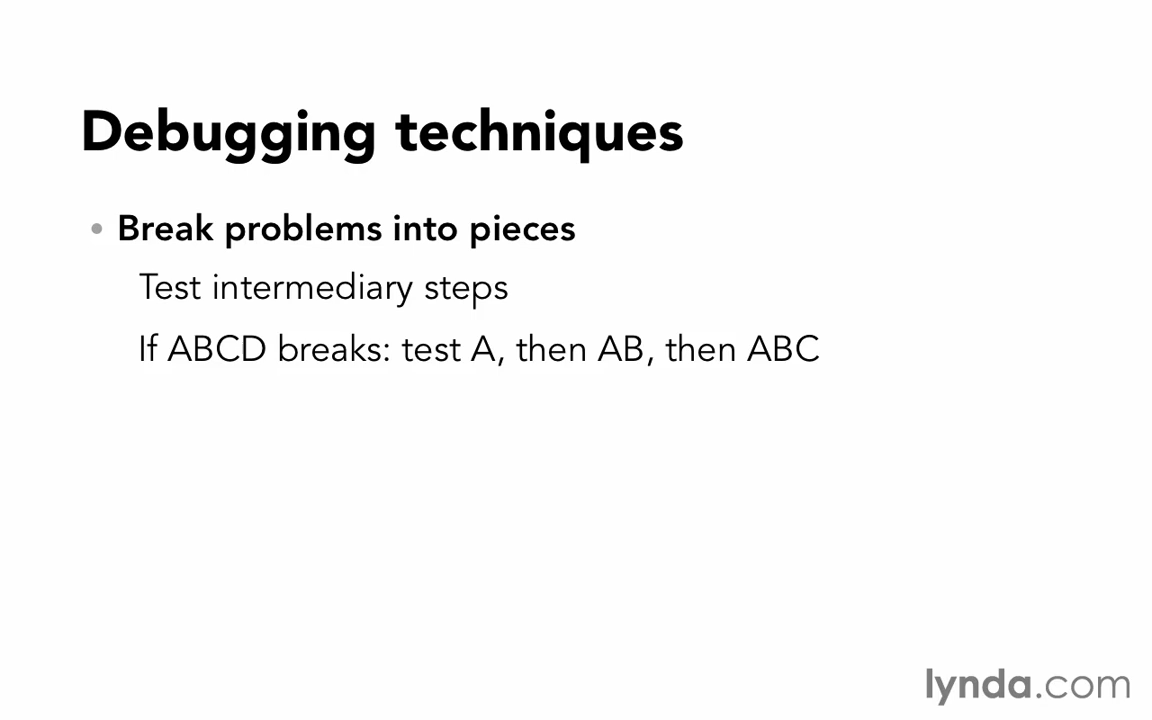 Debugging techniques
• Break problems into pieces
Test intermediary steps
If ABCD breaks: test A, then AB, then ABC
lynda.com